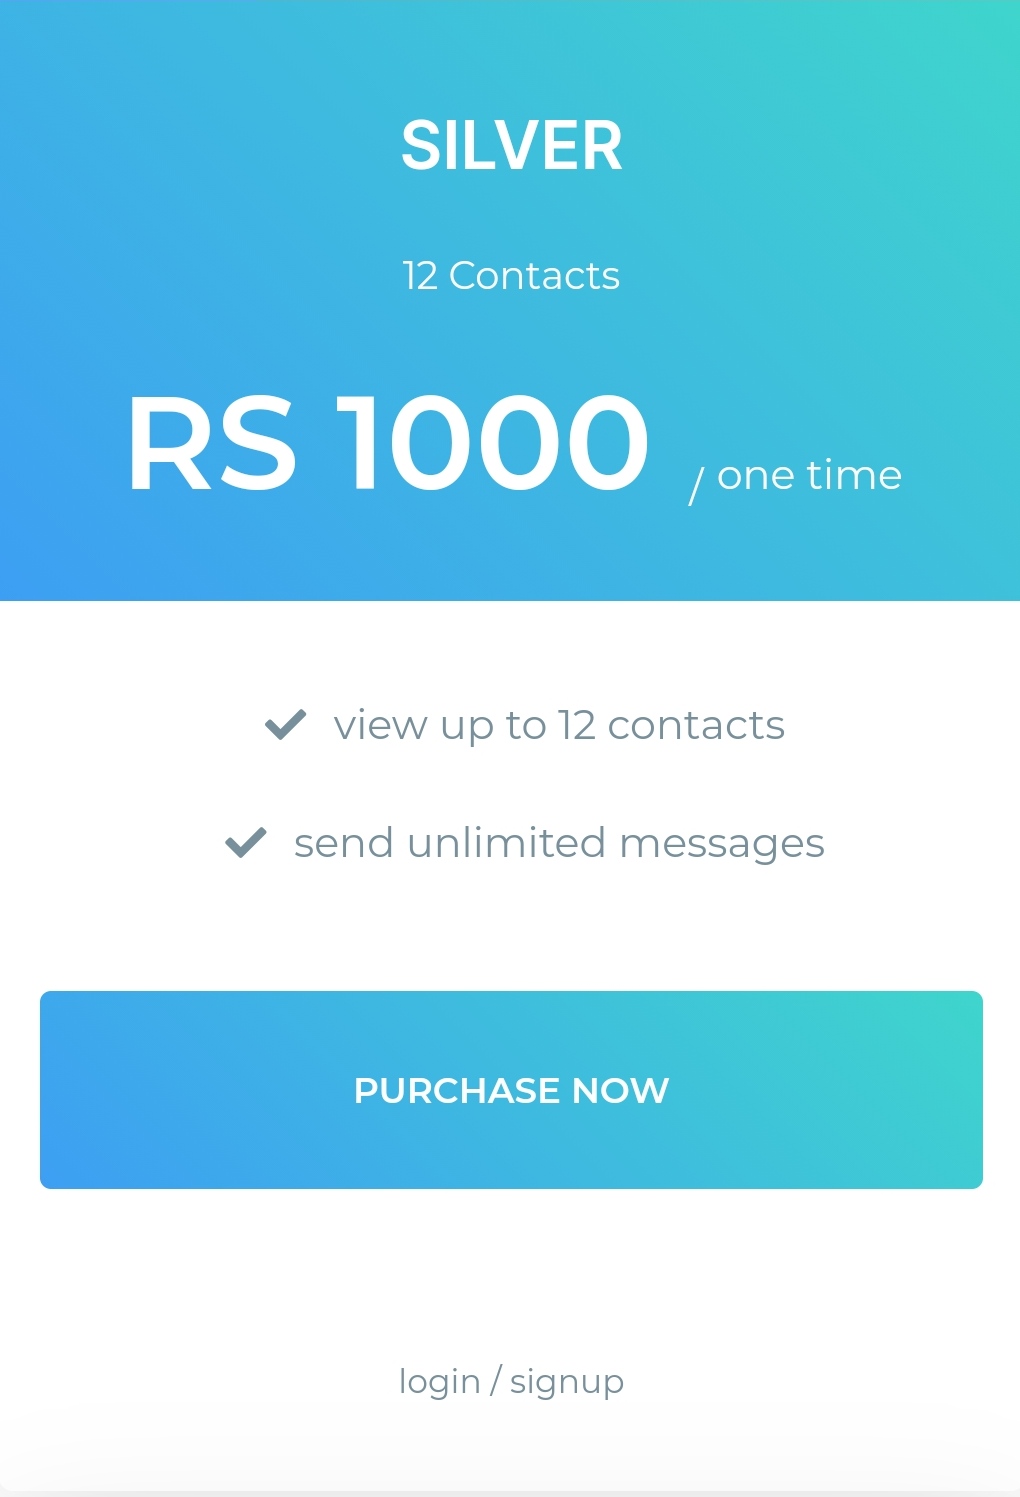 SILVER
12 Contacts
RS 1000 / one time
view up to 12 contacts
send unlimited messages
PURCHASE NOW
login / signup